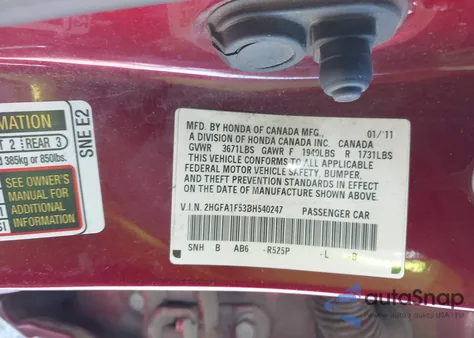 MATION
T 2 REAR 3
385kg or 850lbs.
SEE OWNER'S
MANUAL FOR
ADDITIONAL
INFORMATION
SNE E2
MFD. BY HONDA OF CANADA MFG., 01/'11
A DIVISION OF HONDA CANADA INC. CANADA
GVWR 3671LBS GAWR F 1949LBS R 1731LBS
THIS VEHICLE CONFORMS TO ALL APPLICABLE
FEDERAL MOTOR VEHICLE SAFETY, BUMPER,
AND THEFT PREVENTION STANDARDS IN EFFECT
ON THE DATE OF MANUFACTURE SHOWN ABOVE.
V.I.N. 2HGFA1F53BH540247 PASSENGER CAR
SNH B AB6 -R525P -L -B
autoSnap